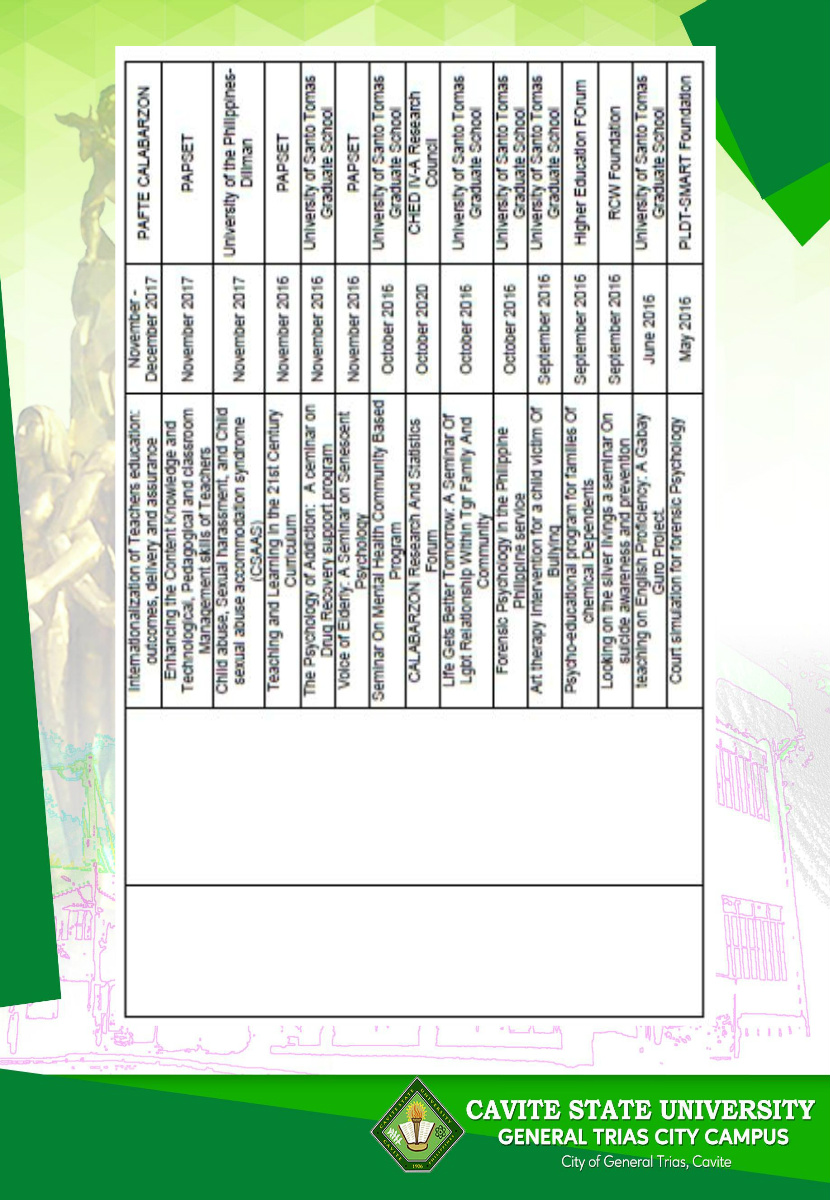 Internationalization of Teachers education:
outcomes, delivery and assurance
November -
December 2017
PAFTE CALABARZON
Enhancing the Content Knowledge and
Technological, Pedagogical and classroom
Management skills of Teachers
November 2017
PAPSET
Child abuse, Sexual harassment, and Child
sexual abuse accommodation syndrome
(CSAAS)
November 2017
University of the Philippines-
Diliman
Teaching and Learning in the 21st Century
Curriculum
November 2016
PAPSET
The Psychology of Addiction: A ceminar on
Drug Recovery support program
November 2016
University of Santo Tomas
Graduate School
Voice of Elderly: A Seminar on Senescent
Psychology
November 2016
PAPSET
Seminar On Mental Health Community Based
Program
October 2016
University of Santo Tomas
Graduate School
CALABARZON Research And Statistics
Forum
October 2020
CHED IV-A Research
Council
Life Gets Better Tomorrow: A Seminar Of
Lgbt Relationship Within Tgr Family And
Community
October 2016
University of Santo Tomas
Graduate School
Forensic Psychology in the Philippine
Philippine service
October 2016
University of Santo Tomas
Graduate School
Art therapy Intervention for a child victim Of
Bullying
September 2016
University of Santo Tomas
Graduate School
Psycho-educational program for families Of
chemical Dependents
September 2016
Higher Education FOrum
Looking on the silver livings a seminar On
suicide awareness and prevention
September 2016
RCW Foundation
teaching on English Proficiency: A Gabay
Guro Project.
June 2016
University of Santo Tomas
Graduate School
Court simulation for forensic Psychology
May 2016
PLDT-SMART Foundation
CAVITE STATE UNIVERSITY
GENERAL TRIAS CITY CAMPUS
City of General Trias, Cavite